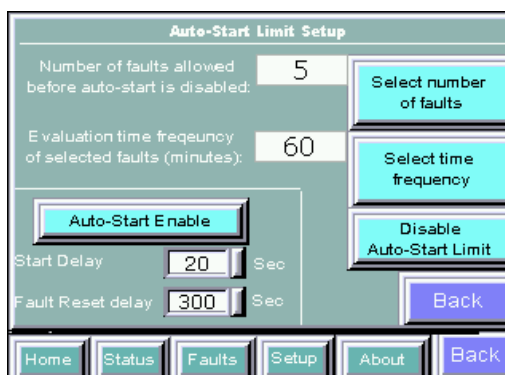 Auto-Start Limit Setup
Number of faults allowed
before auto-start is disabled:
5
Select number
of faults
Evaluation time freqeuncy
of selected faults (minutes):
60
Select time
frequency
Auto-Start Enable
Disable
Auto-Start Limit
Start Delay
20
Sec
Fault Reset delay
300
Sec
Back
Home
Status
Faults
Setup
About
Back